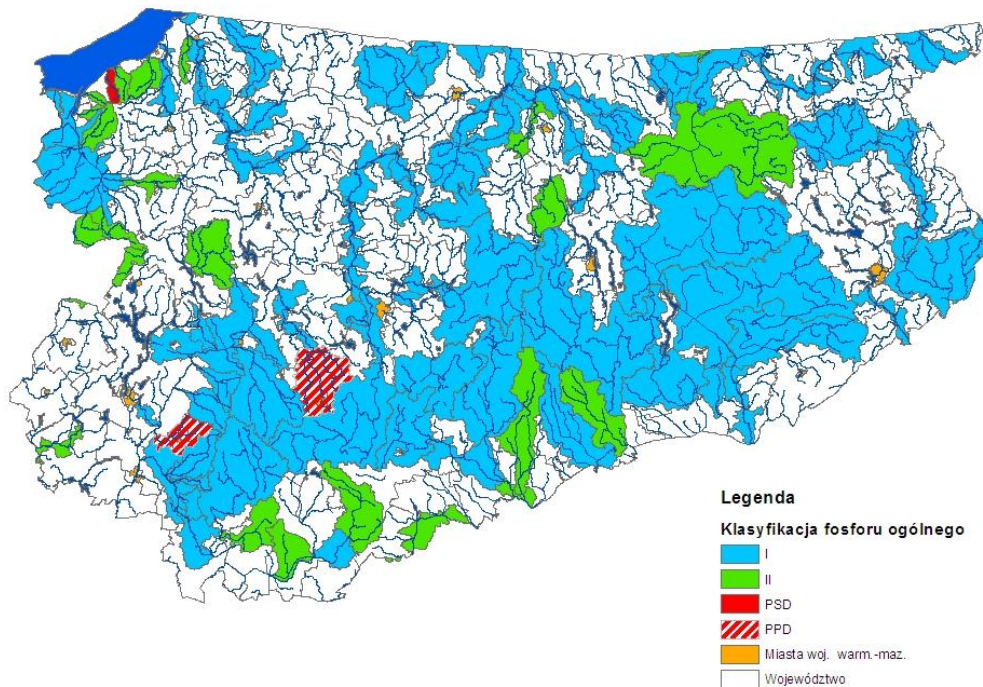 Legenda
Klasyfikacja fosforu ogólnego
I
II
PSD
PPD
Miasta woj. warm.-maz.
Województwo